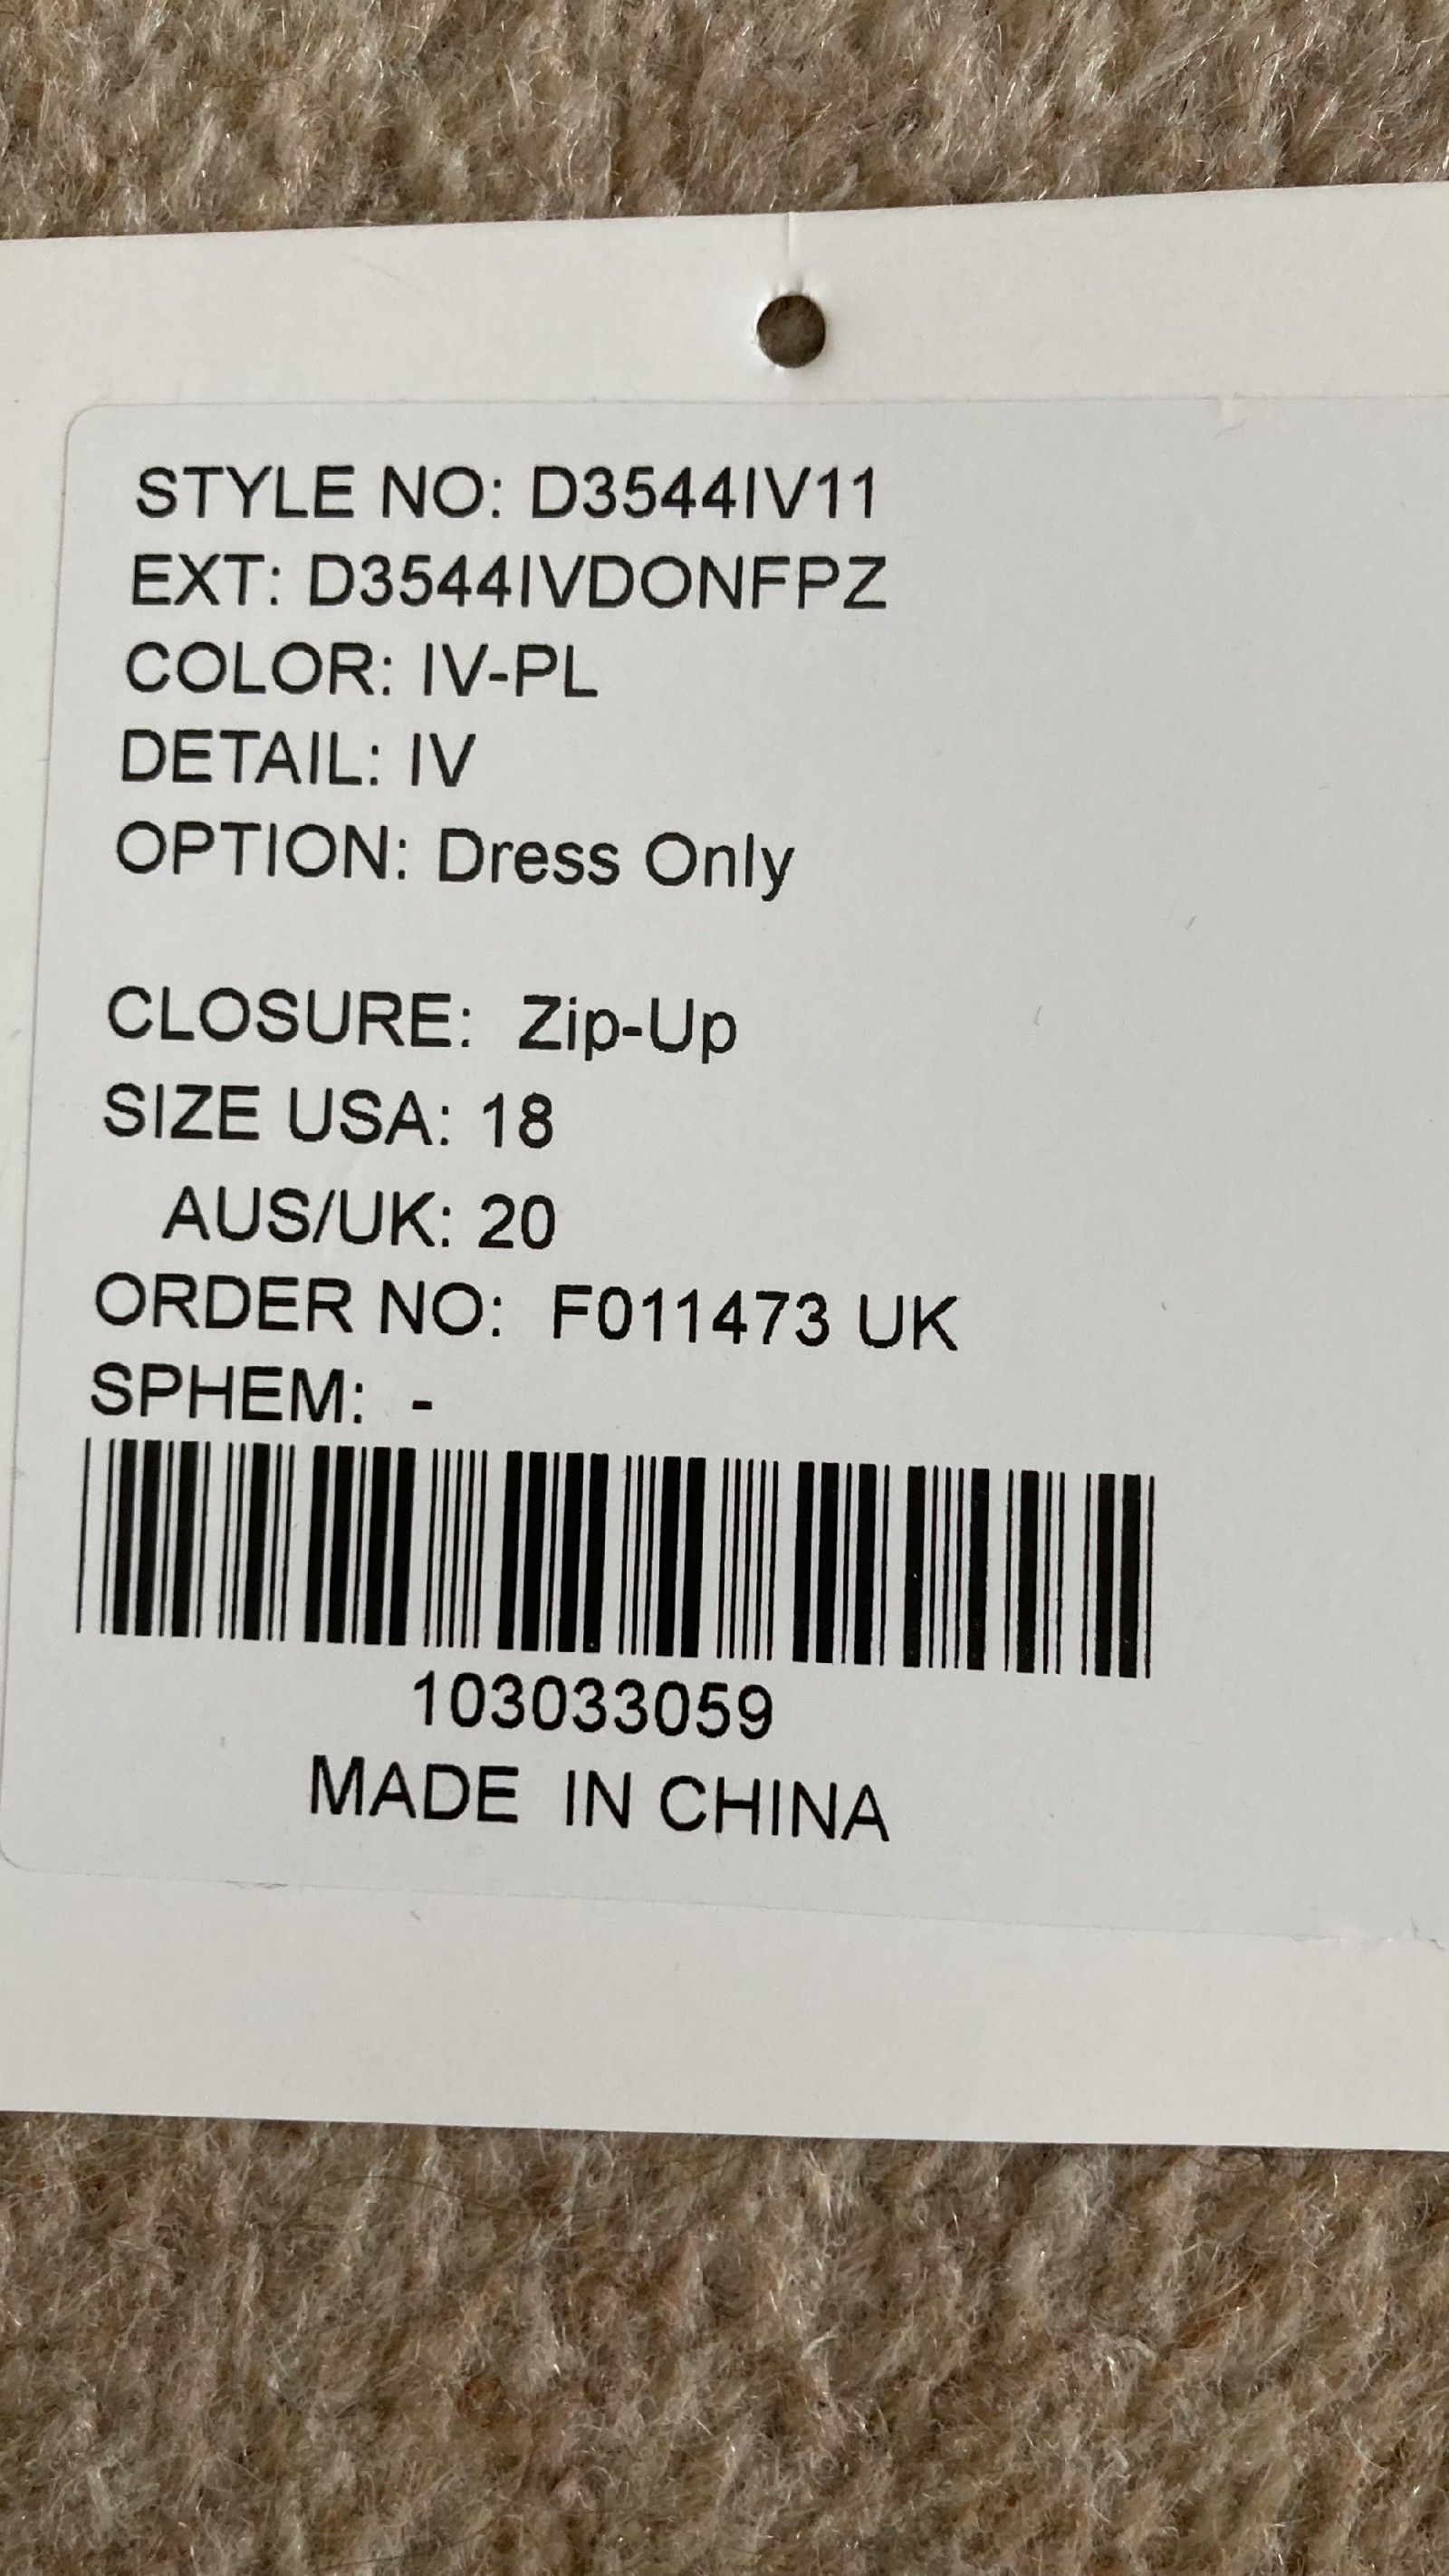 STYLE NO: D3544IV11
EXT: D3544IVDONFPZ
COLOR: IV-PL
DETAIL: IV
OPTION: Dress Only
CLOSURE: Zip-Up
SIZE USA: 18
AUS/UK: 20
ORDER NO: F011473 UK
SPHEM: -
103033059
MADE IN CHINA